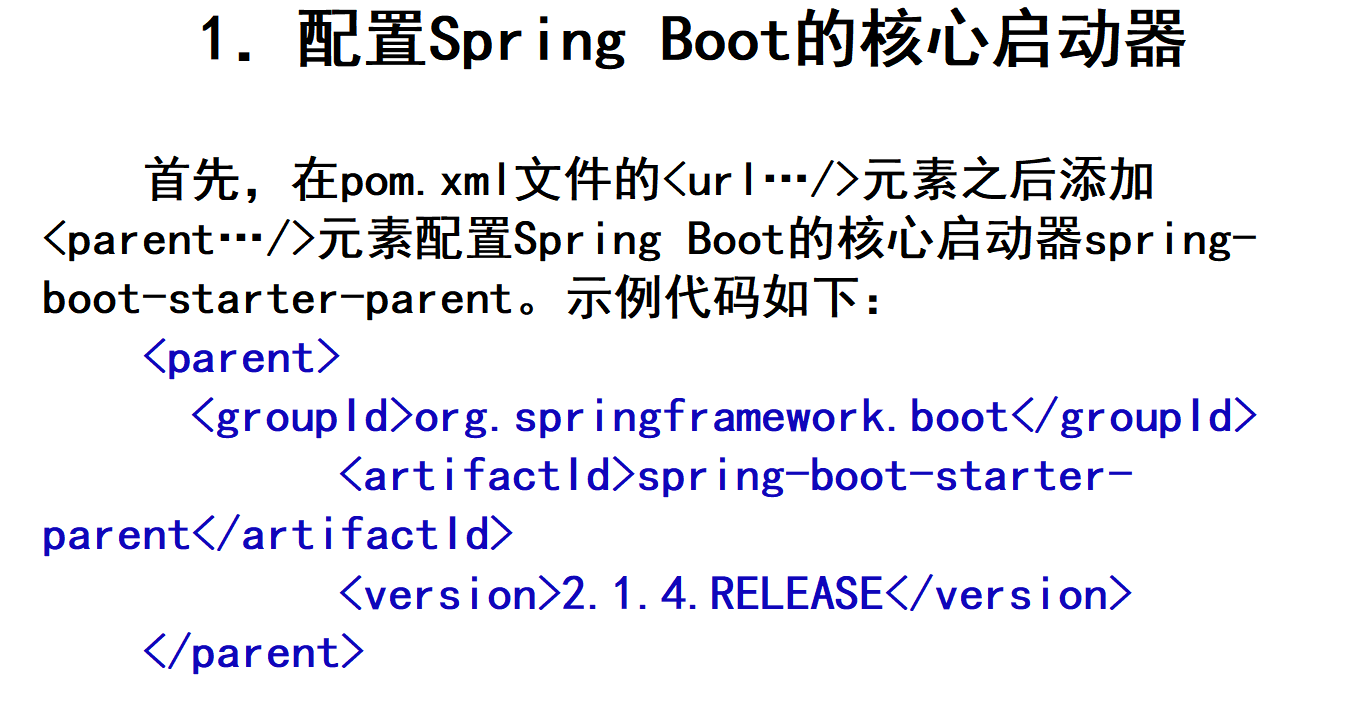 1. 配置Spring Boot的核心启动器
首先，在pom.xml文件的<url…/>元素之后添加
<parent…/>元素配置Spring Boot的核心启动器spring-
boot-starter-parent。示例代码如下：
<parent>
<groupId>org.springframework.boot</groupId>
<artifactId>spring-boot-starter-
parent</artifactId>
<version>2.1.4.RELEASE</version>
</parent>